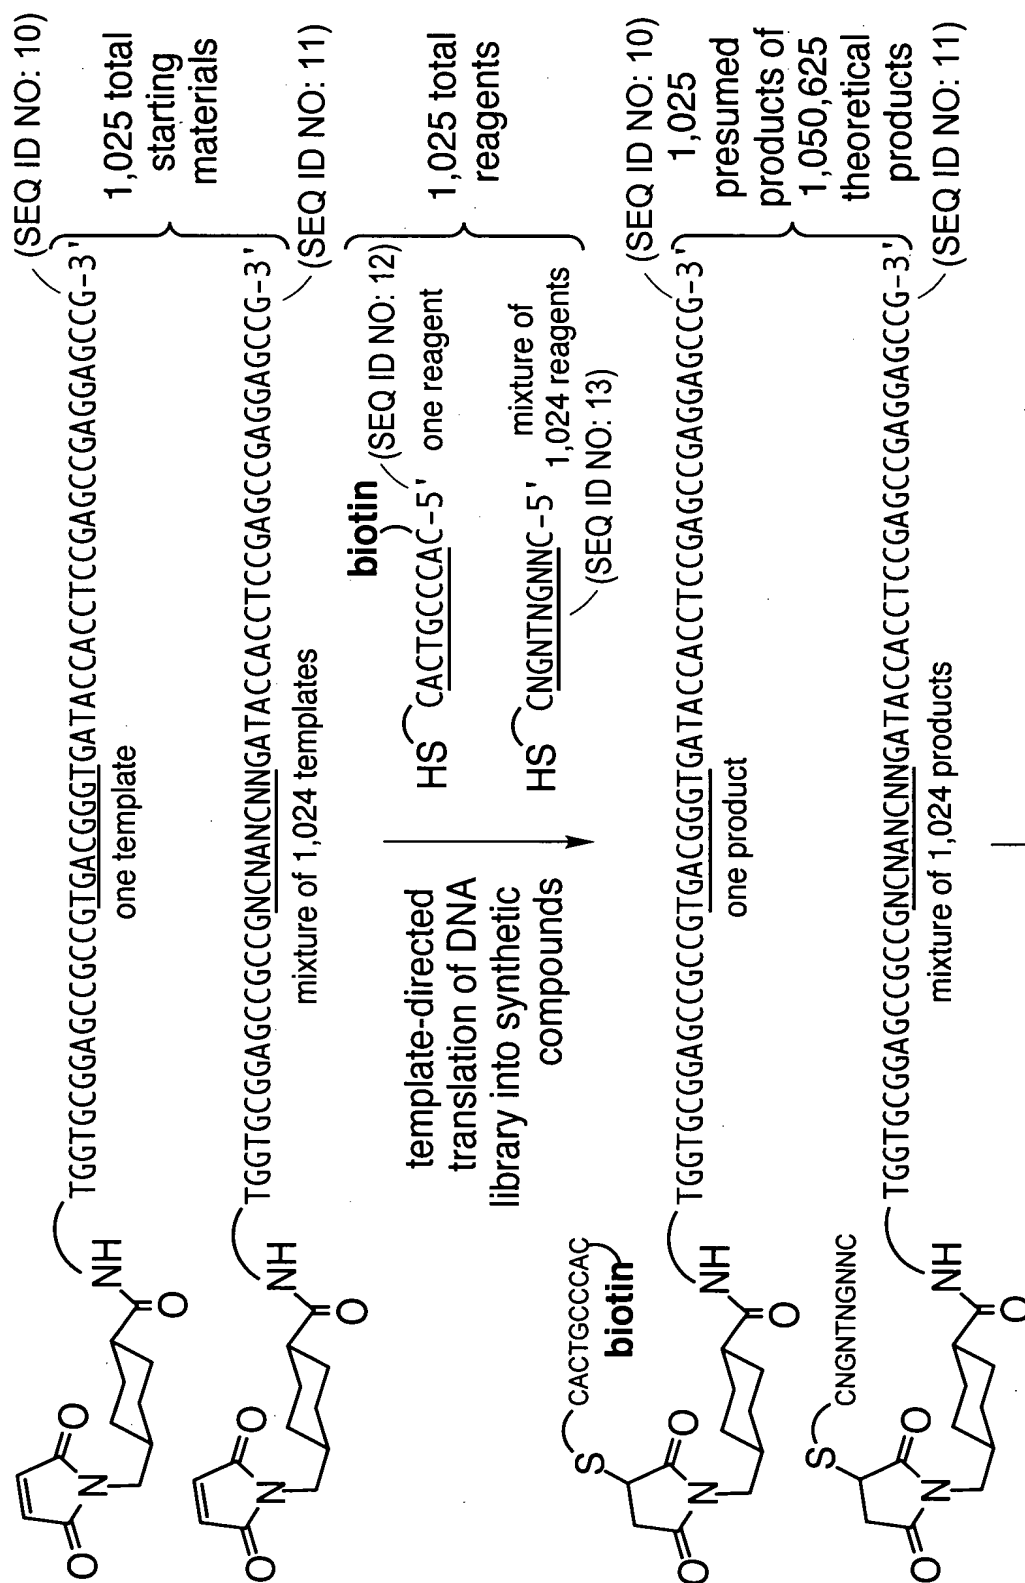 (SEQ ID NO: 10)
O
N
O
O
NH
TGGTGCGGAGCCGCCGTGACGGGTGATACCACCTCCGAGCCGAGGAGCCG-3'
one template
1,025 total
starting
materials
O
N
O
O
NH
TGGTGCGGAGCCGCCGNCNANCNNGATACCACCTCCGAGCCGAGGAGCCG-3'
mixture of 1,024 templates
(SEQ ID NO: 11)
template-directed
translation of DNA
library into synthetic
compounds
biotin
HS
CACTGCCCAC-5'
(SEQ ID NO: 12)
one reagent
HS
CNGNTNGNNC-5'
mixture of
1,024 reagents
(SEQ ID NO: 13)
1,025 total
reagents
S
CACTGCCCAC
biotin
O
N
O
O
NH
TGGTGCGGAGCCGCCGTGACGGGTGATACCACCTCCGAGCCGAGGAGCCG-3'
one product
(SEQ ID NO: 10)
1,025
presumed
products of
1,050,625
theoretical
products
S
CNGNTNGNNC
O
N
O
O
NH
TGGTGCGGAGCCGCCGNCNANCNNGATACCACCTCCGAGCCGAGGAGCCG-3'
mixture of 1,024 products
(SEQ ID NO: 11)